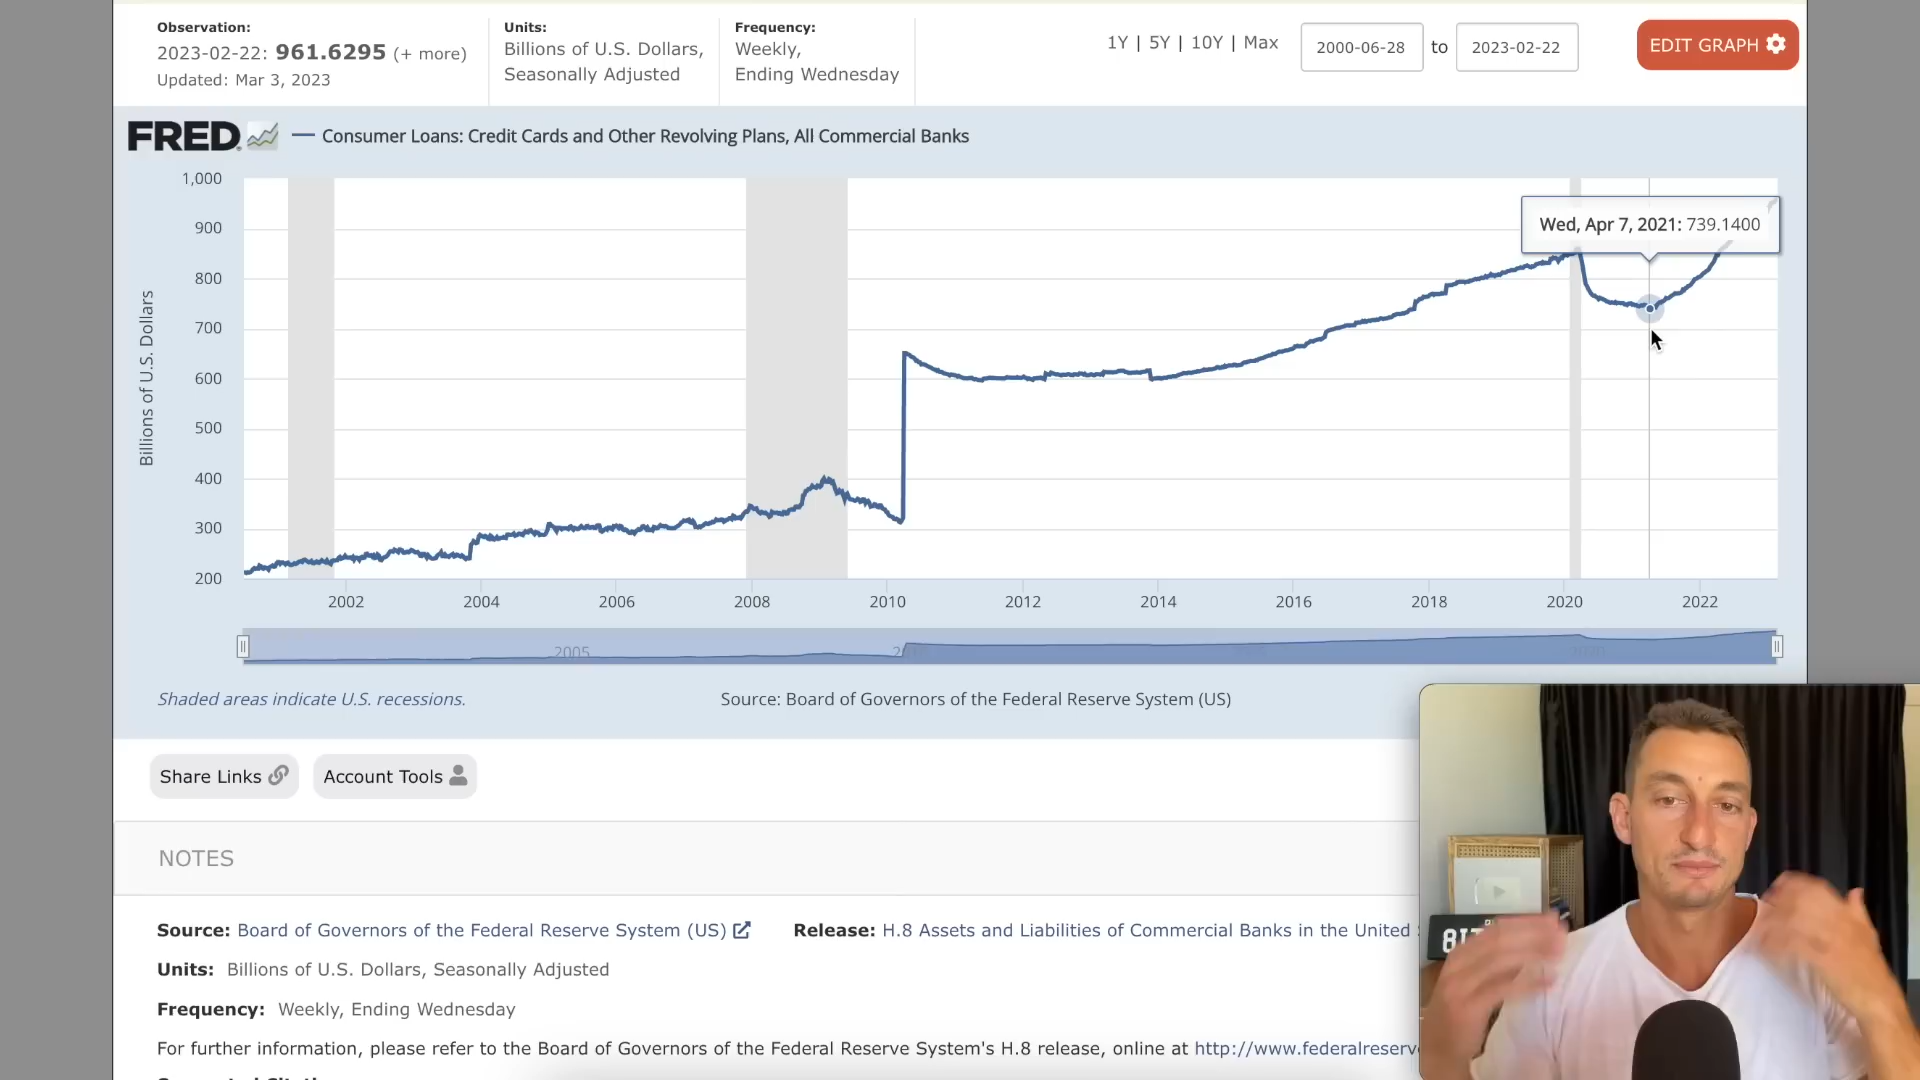 Observation:
2023-02-22: 961.6295 (+ more)
Updated: Mar 3, 2023
Units:
Billions of U.S. Dollars,
Seasonally Adjusted
Frequency:
Weekly,
Ending Wednesday
1Y | 5Y | 10Y | Max
2000-06-28 to 2023-02-22
EDIT GRAPH
FRED
Consumer Loans: Credit Cards and Other Revolving Plans, All Commercial Banks
Billions of U.S. Dollars
1,000
900
800
700
600
500
400
300
200
Wed, Apr 7, 2021: 739.1400
2002 2004 2006 2008 2010 2012 2014 2016 2018 2020 2022
2005 2020
Shaded areas indicate U.S. recessions.
Source: Board of Governors of the Federal Reserve System (US)
Share Links
Account Tools
NOTES
Source: Board of Governors of the Federal Reserve System (US)
Release: H.8 Assets and Liabilities of Commercial Banks in the United
Units: Billions of U.S. Dollars, Seasonally Adjusted
Frequency: Weekly, Ending Wednesday
For further information, please refer to the Board of Governors of the Federal Reserve System's H.8 release, online at http://www.federalreserv